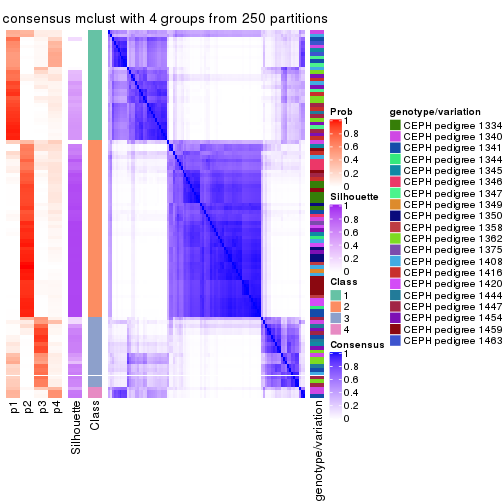 consensus mclust with 4 groups from 250 partitions
Prob
1
0.8
0.6
0.4
0.2
0
Silhouette
1
0.8
0.6
0.4
0.2
0
Class
1
2
3
4
Consensus
1
0.8
0.6
0.4
0.2
0
genotype/variation
CEPH pedigree 1334
CEPH pedigree 1340
CEPH pedigree 1341
CEPH pedigree 1344
CEPH pedigree 1345
CEPH pedigree 1346
CEPH pedigree 1347
CEPH pedigree 1349
CEPH pedigree 1350
CEPH pedigree 1358
CEPH pedigree 1362
CEPH pedigree 1375
CEPH pedigree 1408
CEPH pedigree 1416
CEPH pedigree 1420
CEPH pedigree 1444
CEPH pedigree 1447
CEPH pedigree 1454
CEPH pedigree 1459
CEPH pedigree 1463
p1
p2
p3
p4
Silhouette
Class
genotype/variation